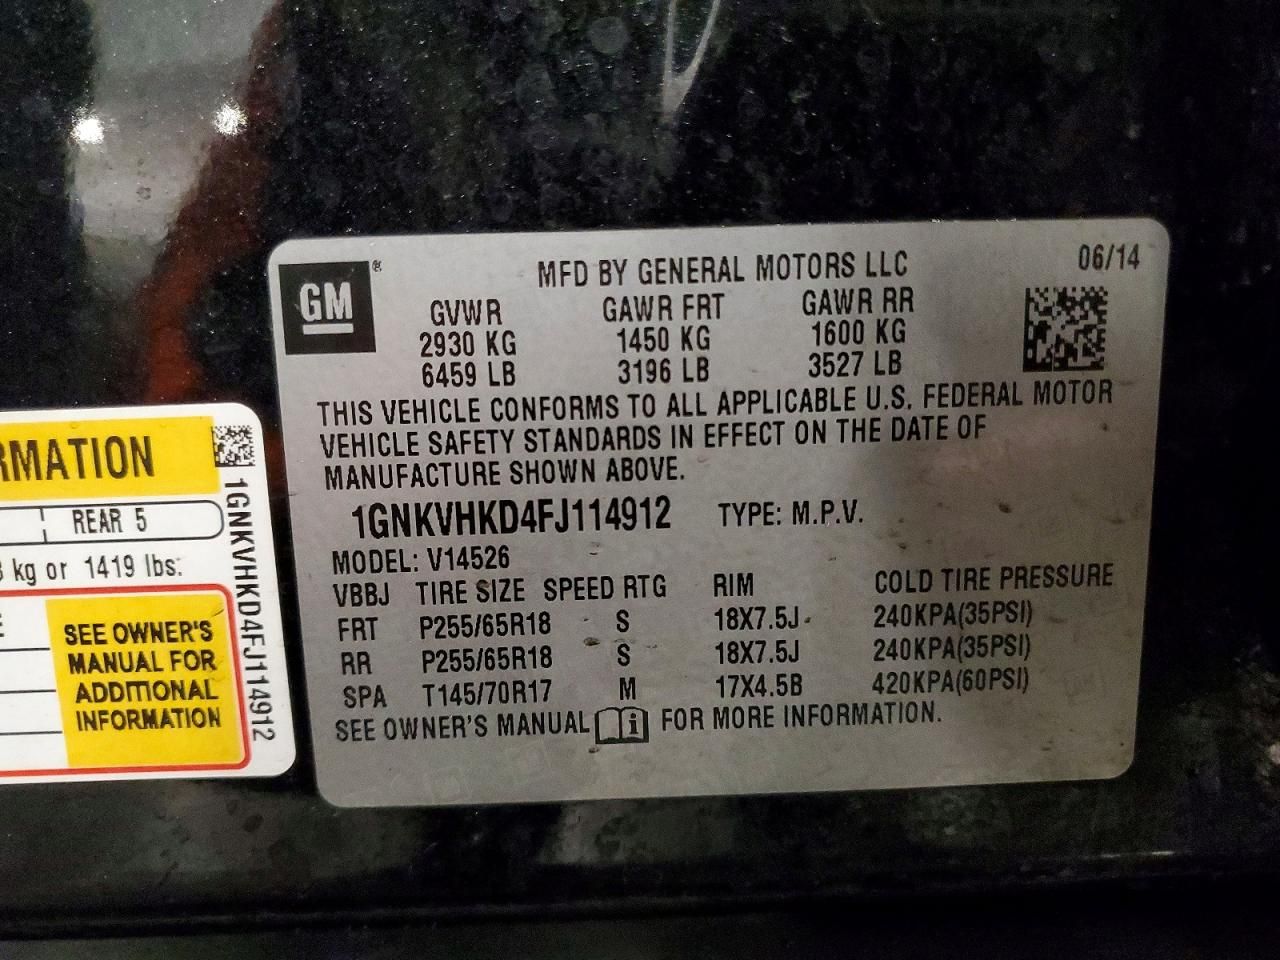 GM ®
MFD BY GENERAL MOTORS LLC
06/14
GVWR GAWR FRT GAWR RR
2930 KG 1450 KG 1600 KG
6459 LB 3196 LB 3527 LB
THIS VEHICLE CONFORMS TO ALL APPLICABLE U.S. FEDERAL MOTOR
VEHICLE SAFETY STANDARDS IN EFFECT ON THE DATE OF
MANUFACTURE SHOWN ABOVE.
1GNKVHKD4FJ114912 TYPE: M.P.V.
MODEL: V14526
VBBJ TIRE SIZE SPEED RTG RIM COLD TIRE PRESSURE
FRT P255/65R18 S 18X7.5J 240KPA(35PSI)
RR P255/65R18 S 18X7.5J 240KPA(35PSI)
SPA T145/70R17 M 17X4.5B 420KPA(60PSI)
SEE OWNER'S MANUAL i FOR MORE INFORMATION.
RMATION
REAR 5
kg or 1419 lbs.
SEE OWNER'S
MANUAL FOR
ADDITIONAL
INFORMATION
1GNKVHKD4FJ114912